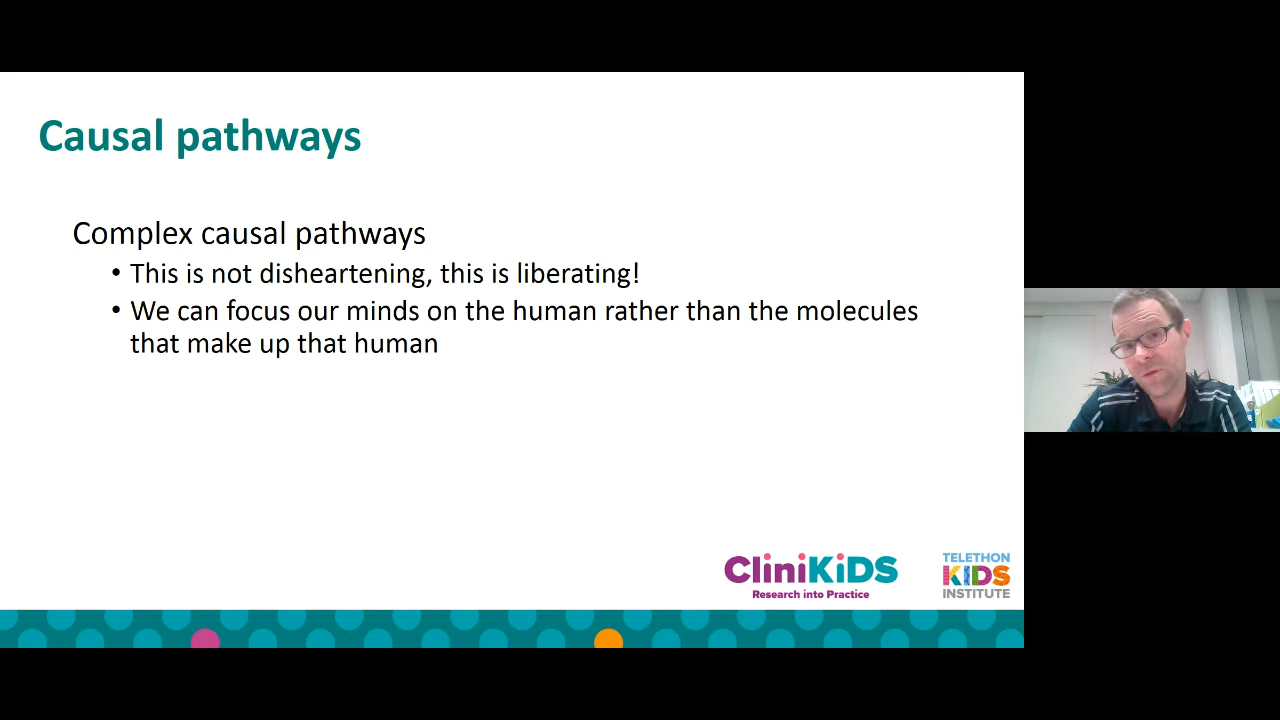 Causal pathways
Complex causal pathways
• This is not disheartening, this is liberating!
• We can focus our minds on the human rather than the molecules
that make up that human
CliniKiDS
Research into Practice
TELETHON
KIDS
INSTITUTE